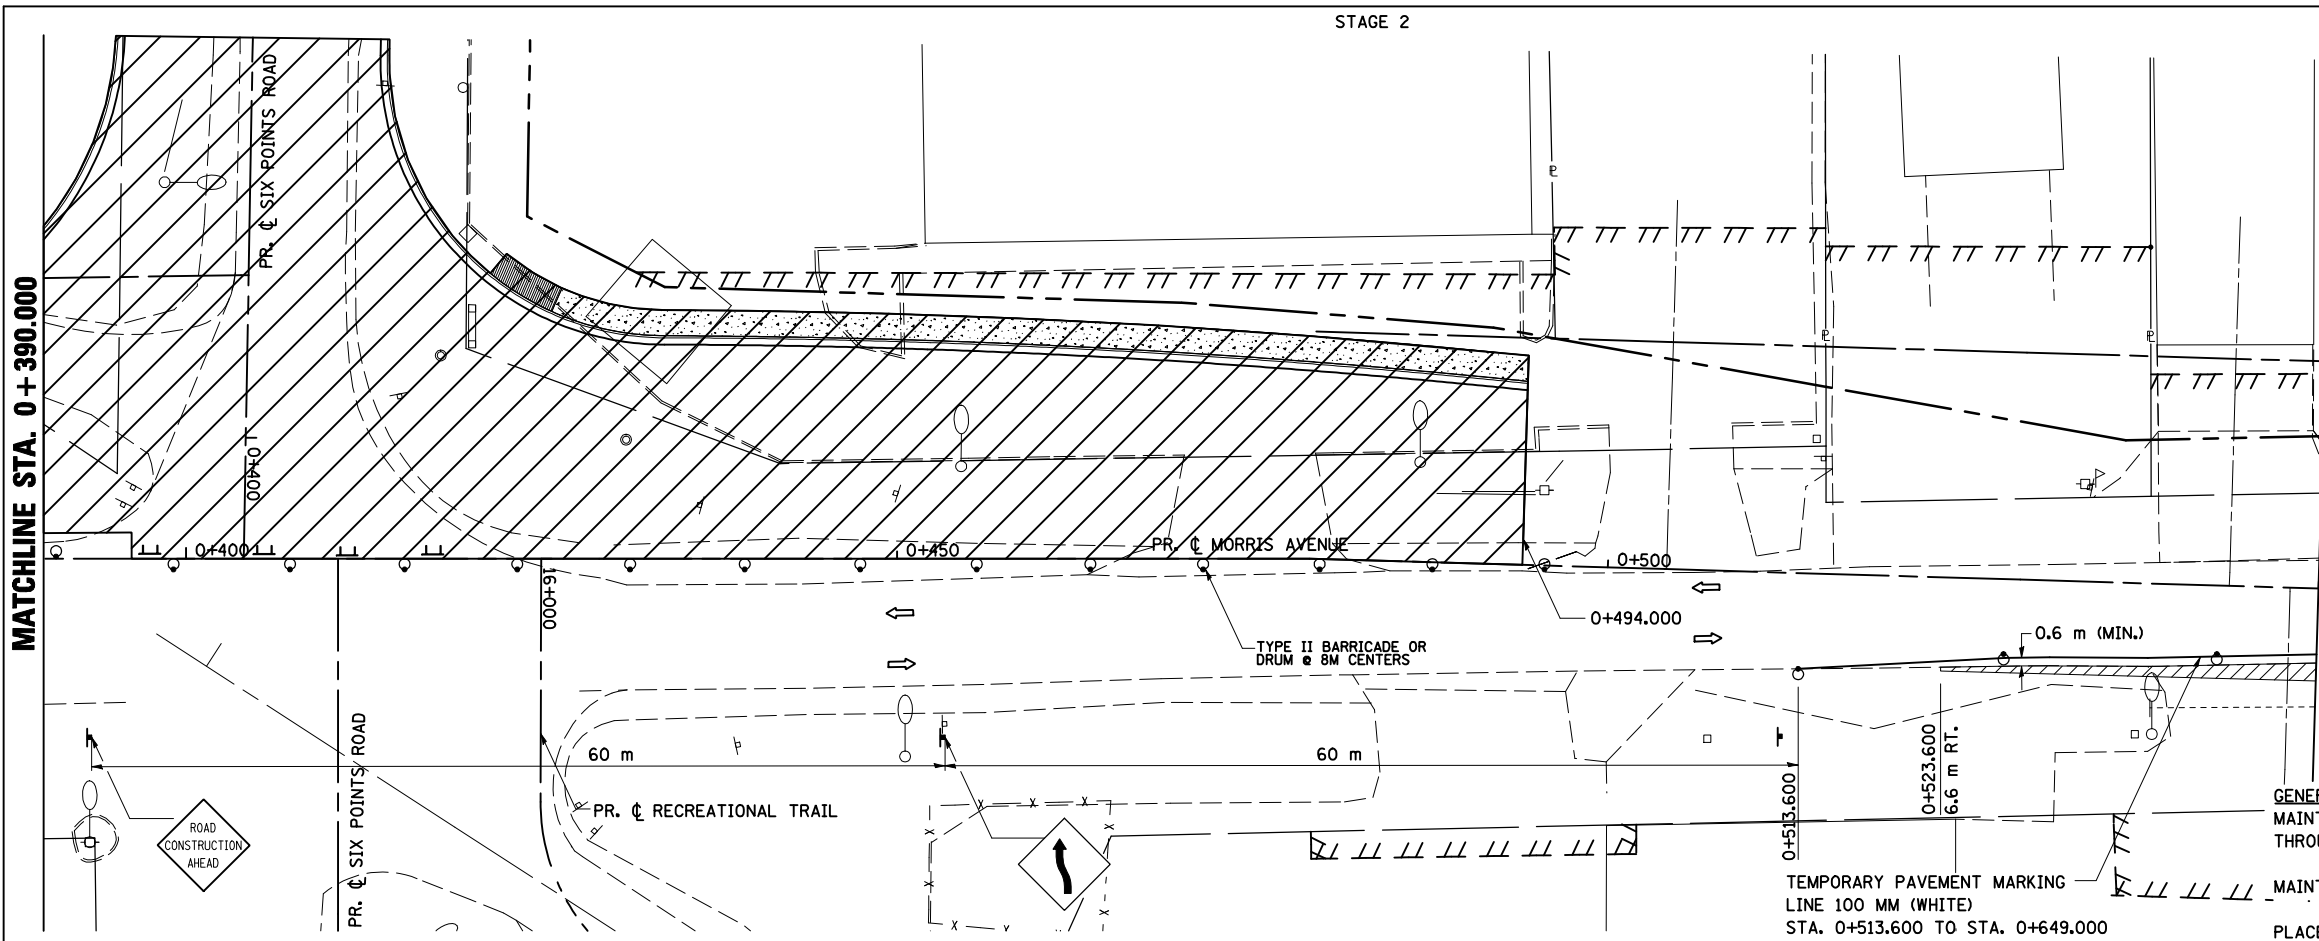 STAGE 2
MATCHLINE STA. 0+390.000
PR. ℄ SIX POINTS ROAD
0+400
0+400
0+450
PR. ℄ MORRIS AVENUE
0+500
16+000
0+494.000
TYPE II BARRICADE OR
DRUM @ 8M CENTERS
0.6 m (MIN.)
60 m
60 m
PR. ℄ RECREATIONAL TRAIL
PR. ℄ SIX POINTS ROAD
ROAD
CONSTRUCTION
AHEAD
0+513.600
0+523.600
6.6 m RT.
TEMPORARY PAVEMENT MARKING
LINE 100 MM (WHITE)
STA. 0+513.600 TO STA. 0+649.000
MAINT